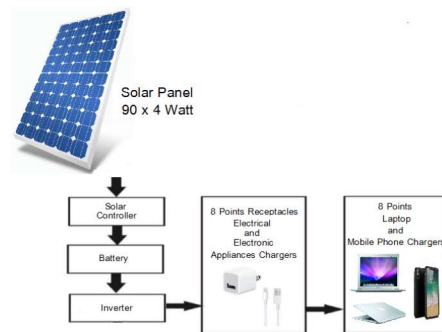 Solar Panel
90 x 4 Watt
Solar
Controller
Battery
Inverter
8 Points Receptacles
Electrical
and
Electronic
Appliances Chargers
8 Points
Laptop
and
Mobile Phone Chargers